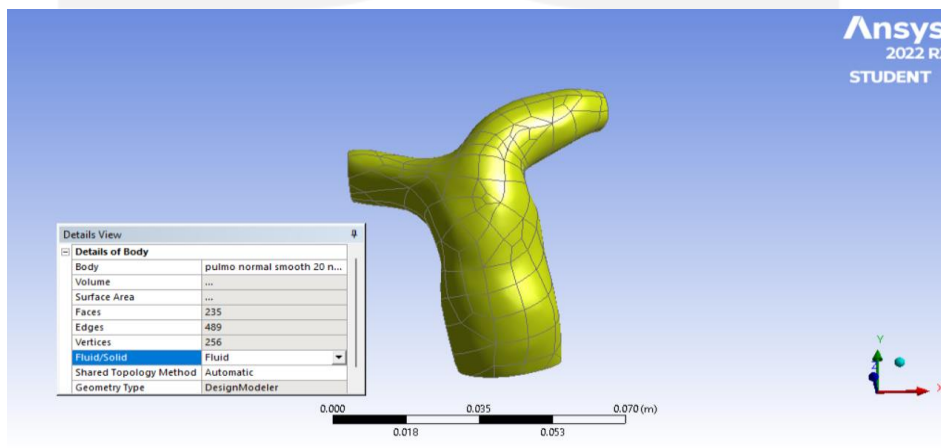 Ansys
2022 R
STUDENT
Details View
Details of Body
Body pulmo normal smooth 20 n...
Volume ...
Surface Area ...
Faces 235
Edges 489
Vertices 256
Fluid/Solid Fluid
Shared Topology Method Automatic
Geometry Type DesignModeler
Y
Z
X
0.000 0.035 0.070 (m)
0.018 0.053